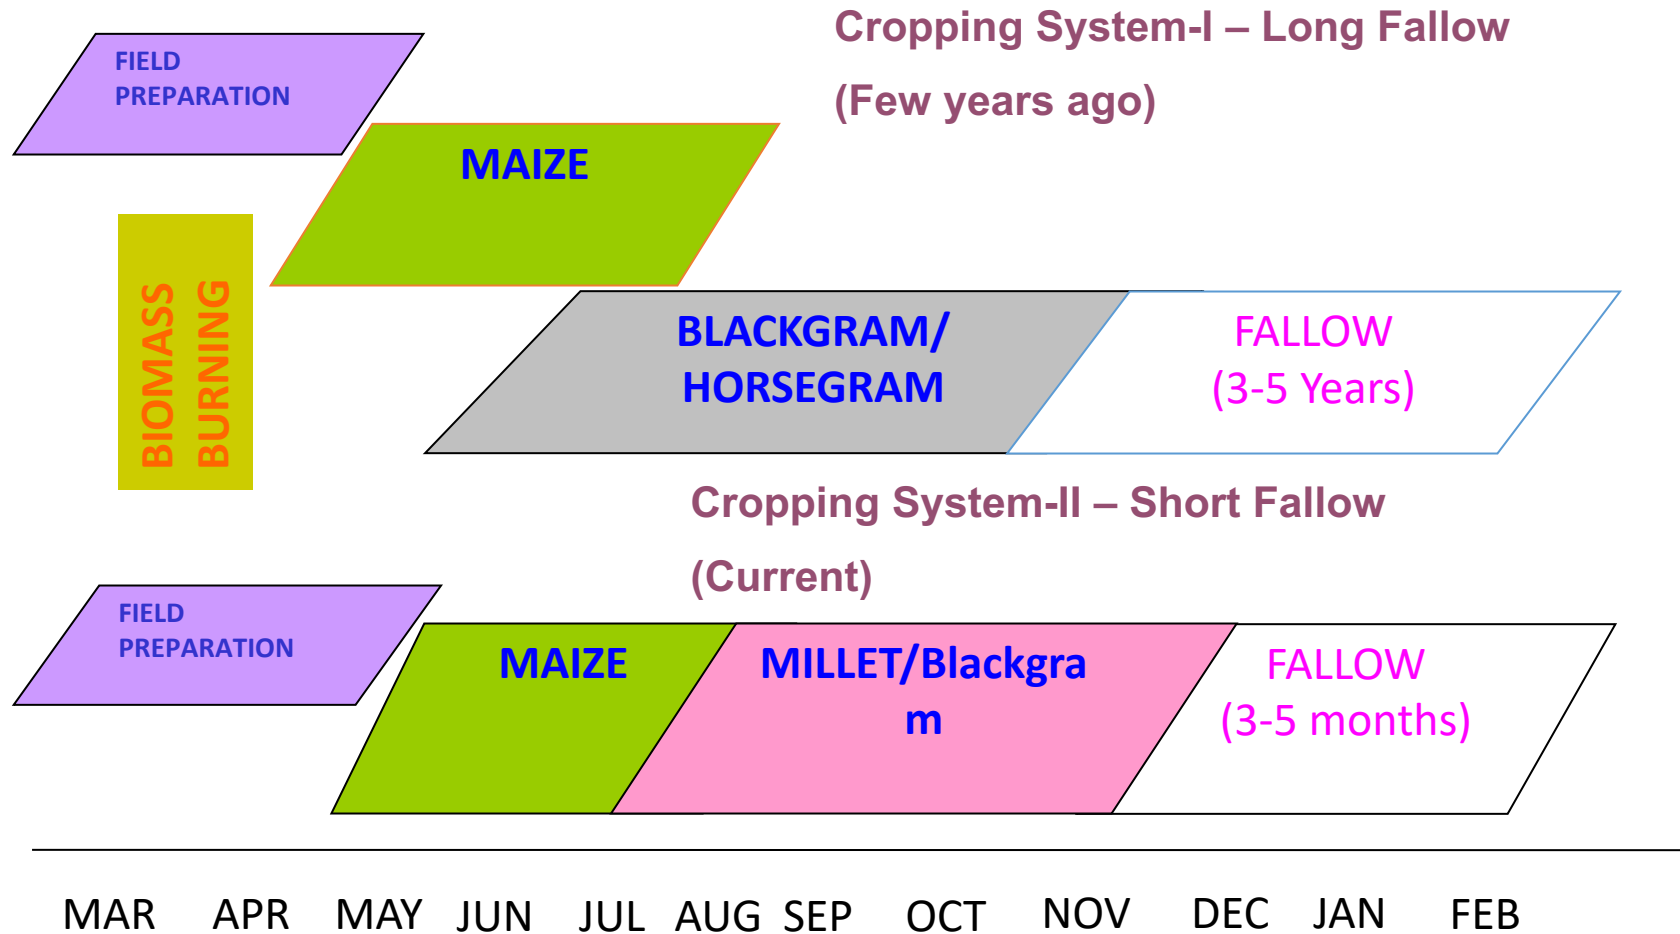 Cropping System-I – Long Fallow
(Few years ago)
FIELD
PREPARATION
MAIZE
BIOMASS
BURNING
BLACKGRAM/
HORSEGRAM
FALLOW
(3-5 Years)
Cropping System-II – Short Fallow
(Current)
FIELD
PREPARATION
MAIZE
MILLET/Blackgra
m
FALLOW
(3-5 months)
MAR APR MAY JUN JUL AUG SEP OCT NOV DEC JAN FEB